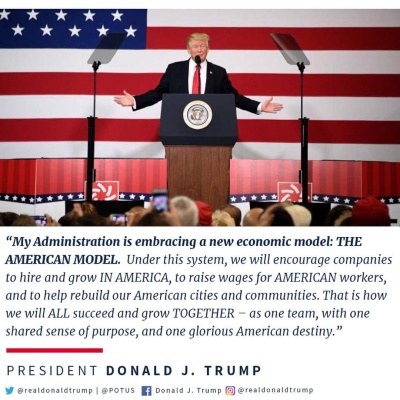 “My Administration is embracing a new economic model: THE
AMERICAN MODEL. Under this system, we will encourage companies
to hire and grow IN AMERICA, to raise wages for AMERICAN workers,
and to help rebuild our American cities and communities. That is how
we will ALL succeed and grow TOGETHER – as one team, with one
shared sense of purpose, and one glorious American destiny.”
PRESIDENT DONALD J. TRUMP
@realdonaldtrump | @POTUS Donald J. Trump @realdonaldtrump